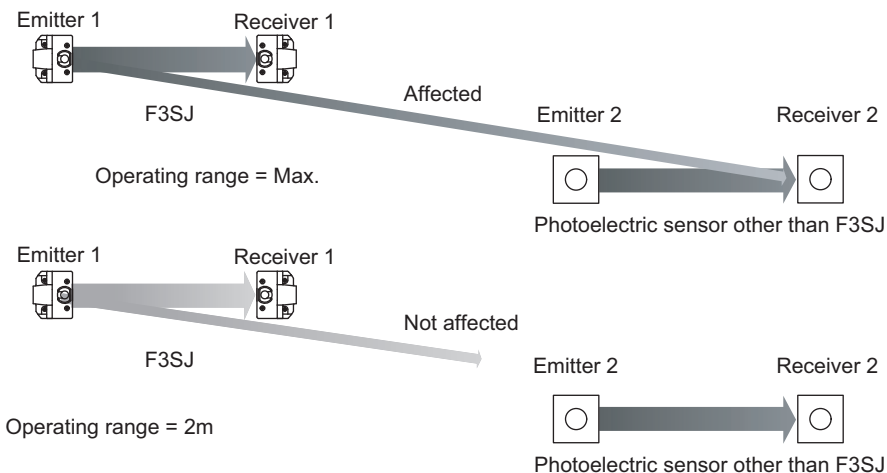 Emitter 1
Receiver 1
F3SJ
Affected
Emitter 2
Receiver 2
Operating range = Max.
Photoelectric sensor other than F3SJ
Emitter 1
Receiver 1
Not affected
F3SJ
Emitter 2
Receiver 2
Operating range = 2m
Photoelectric sensor other than F3SJ